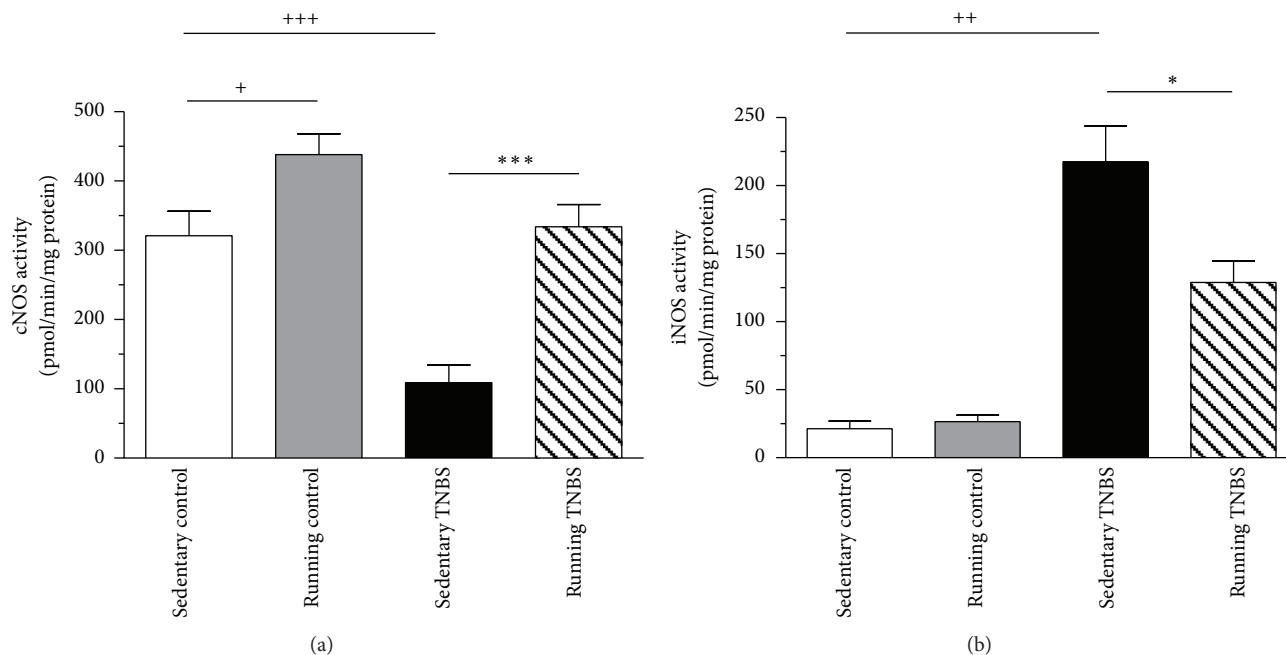 +++
+
***
500
400
300
200
100
0
cNOS activity
(pmol/min/mg protein)
Sedentary control
Running control
Sedentary TNBS
Running TNBS
(a)
++
*
250
200
150
100
50
0
iNOS activity
(pmol/min/mg protein)
Sedentary control
Running control
Sedentary TNBS
Running TNBS
(b)